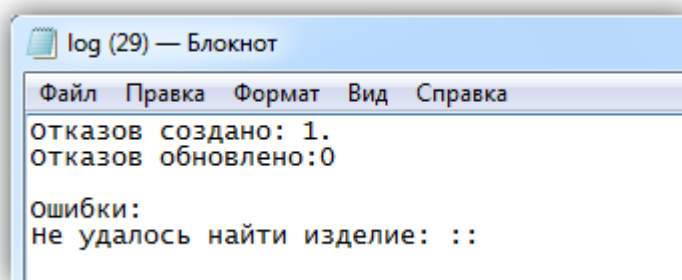 log (29) — Блокнот
Файл Правка Формат Вид Справка
Отказов создано: 1.
Отказов обновлено:0
Ошибки:
Не удалось найти изделие: ::